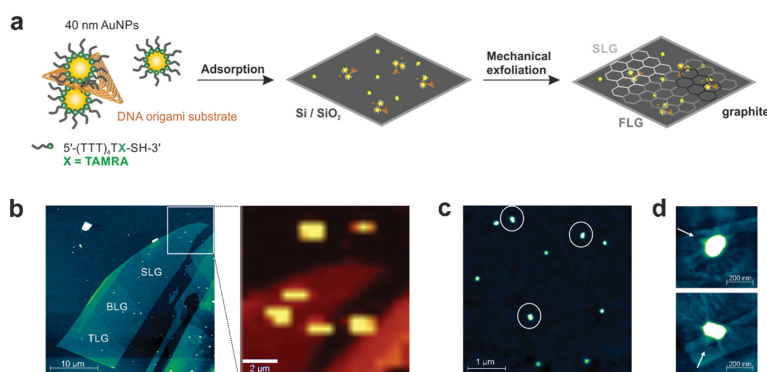 a
40 nm AuNPs
DNA origami substrate
5′-(TTT)₄TX-SH-3′
X = TAMRA
Adsorption
Si / SiO₂
Mechanical
exfoliation
SLG
FLG
graphite
b
SLG
BLG
TLG
10 µm
2 µm
c
1 µm
d
200 nm
200 nm